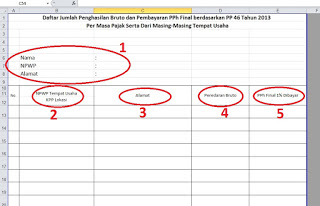 C53
A B C D E
Daftar Jumlah Penghasilan Bruto dan Pembayaran PPh Final berdasarkan PP 46 Tahun 2013
Per Masa Pajak Serta Dari Masing-Masing Tempat Usaha
1
Nama :
NPWP :
Alamat :
No NPWP Tempat Usaha Alamat Peredaran Bruto PPh Final 1% Dibayar
KPP Lokasi
2 3 4 5